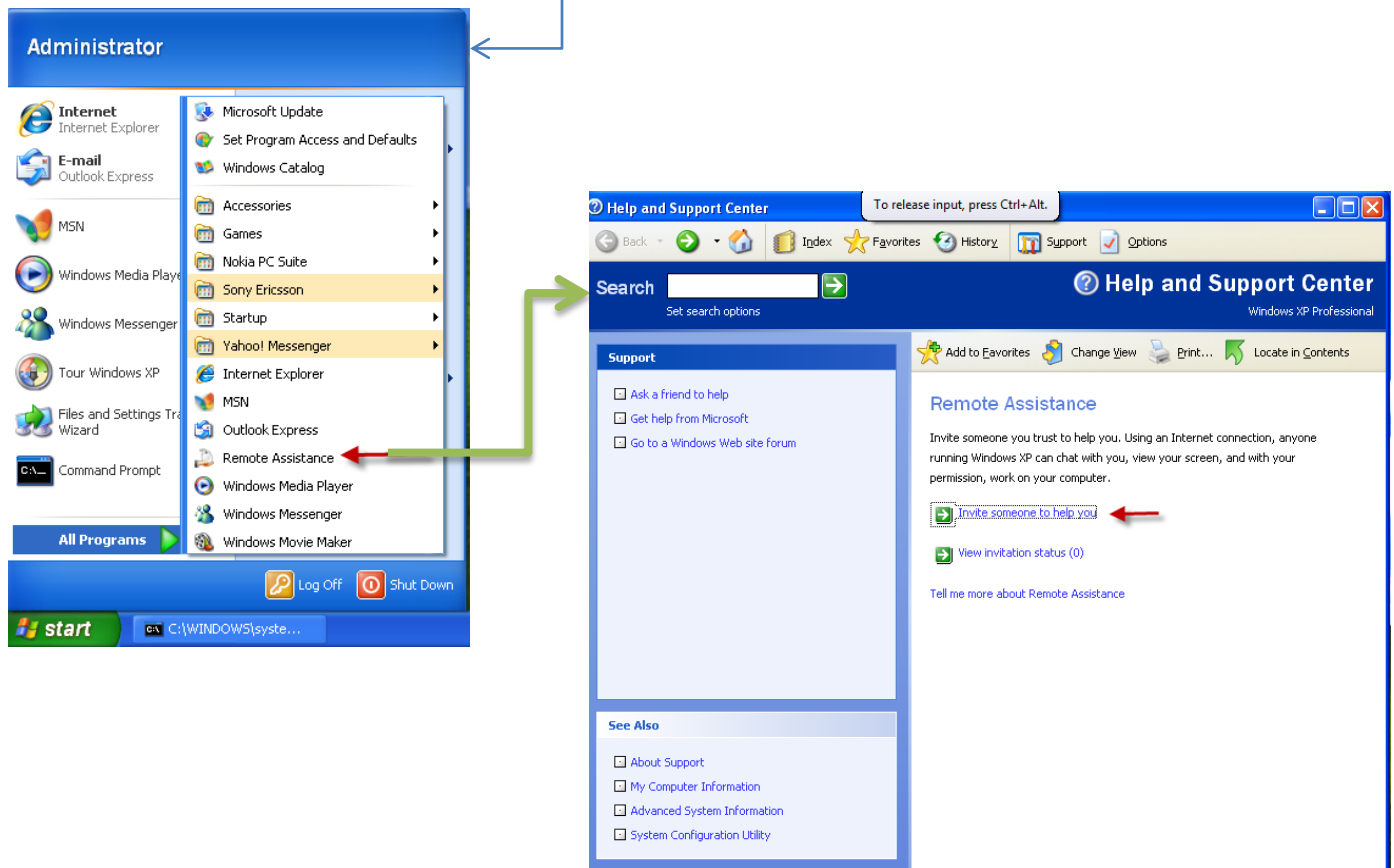 Administrator
Internet
Internet Explorer
E-mail
Outlook Express
MSN
Windows Media Playe
Windows Messenger
Tour Windows XP
Files and Settings Tra
Wizard
Command Prompt
All Programs
Microsoft Update
Set Program Access and Defaults
Windows Catalog
Accessories
Games
Nokia PC Suite
Sony Ericsson
Startup
Yahoo! Messenger
Internet Explorer
MSN
Outlook Express
Remote Assistance
Windows Media Player
Windows Messenger
Windows Movie Maker
Log Off Shut Down
start C:\WINDOWS\syste...
Help and Support Center
To release input, press Ctrl+Alt.
Back Index Favorites History Support Options
Search
Set search options
Help and Support Center
Windows XP Professional
Support
Ask a friend to help
Get help from Microsoft
Go to a Windows Web site forum
See Also
About Support
My Computer Information
Advanced System Information
System Configuration Utility
Add to Favorites Change View Print... Locate in Contents
Remote Assistance
Invite someone you trust to help you. Using an Internet connection, anyone
running Windows XP can chat with you, view your screen, and with your
permission, work on your computer.
Invite someone to help you
View invitation status (0)
Tell me more about Remote Assistance